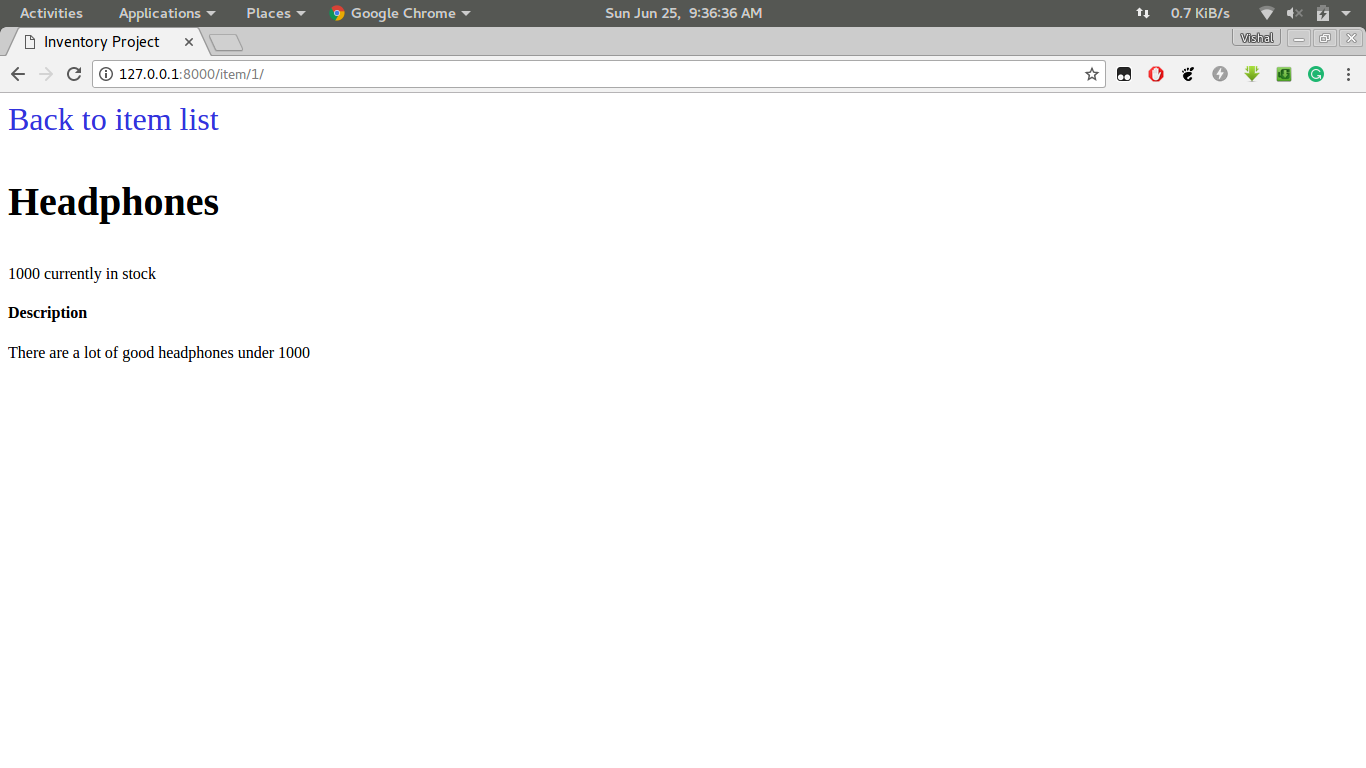 Activities Applications Places Google Chrome Sun Jun 25, 9:36:36 AM 0.7 KiB/s
Inventory Project Vishal
127.0.0.1:8000/item/1/
Back to item list
Headphones
1000 currently in stock
Description
There are a lot of good headphones under 1000